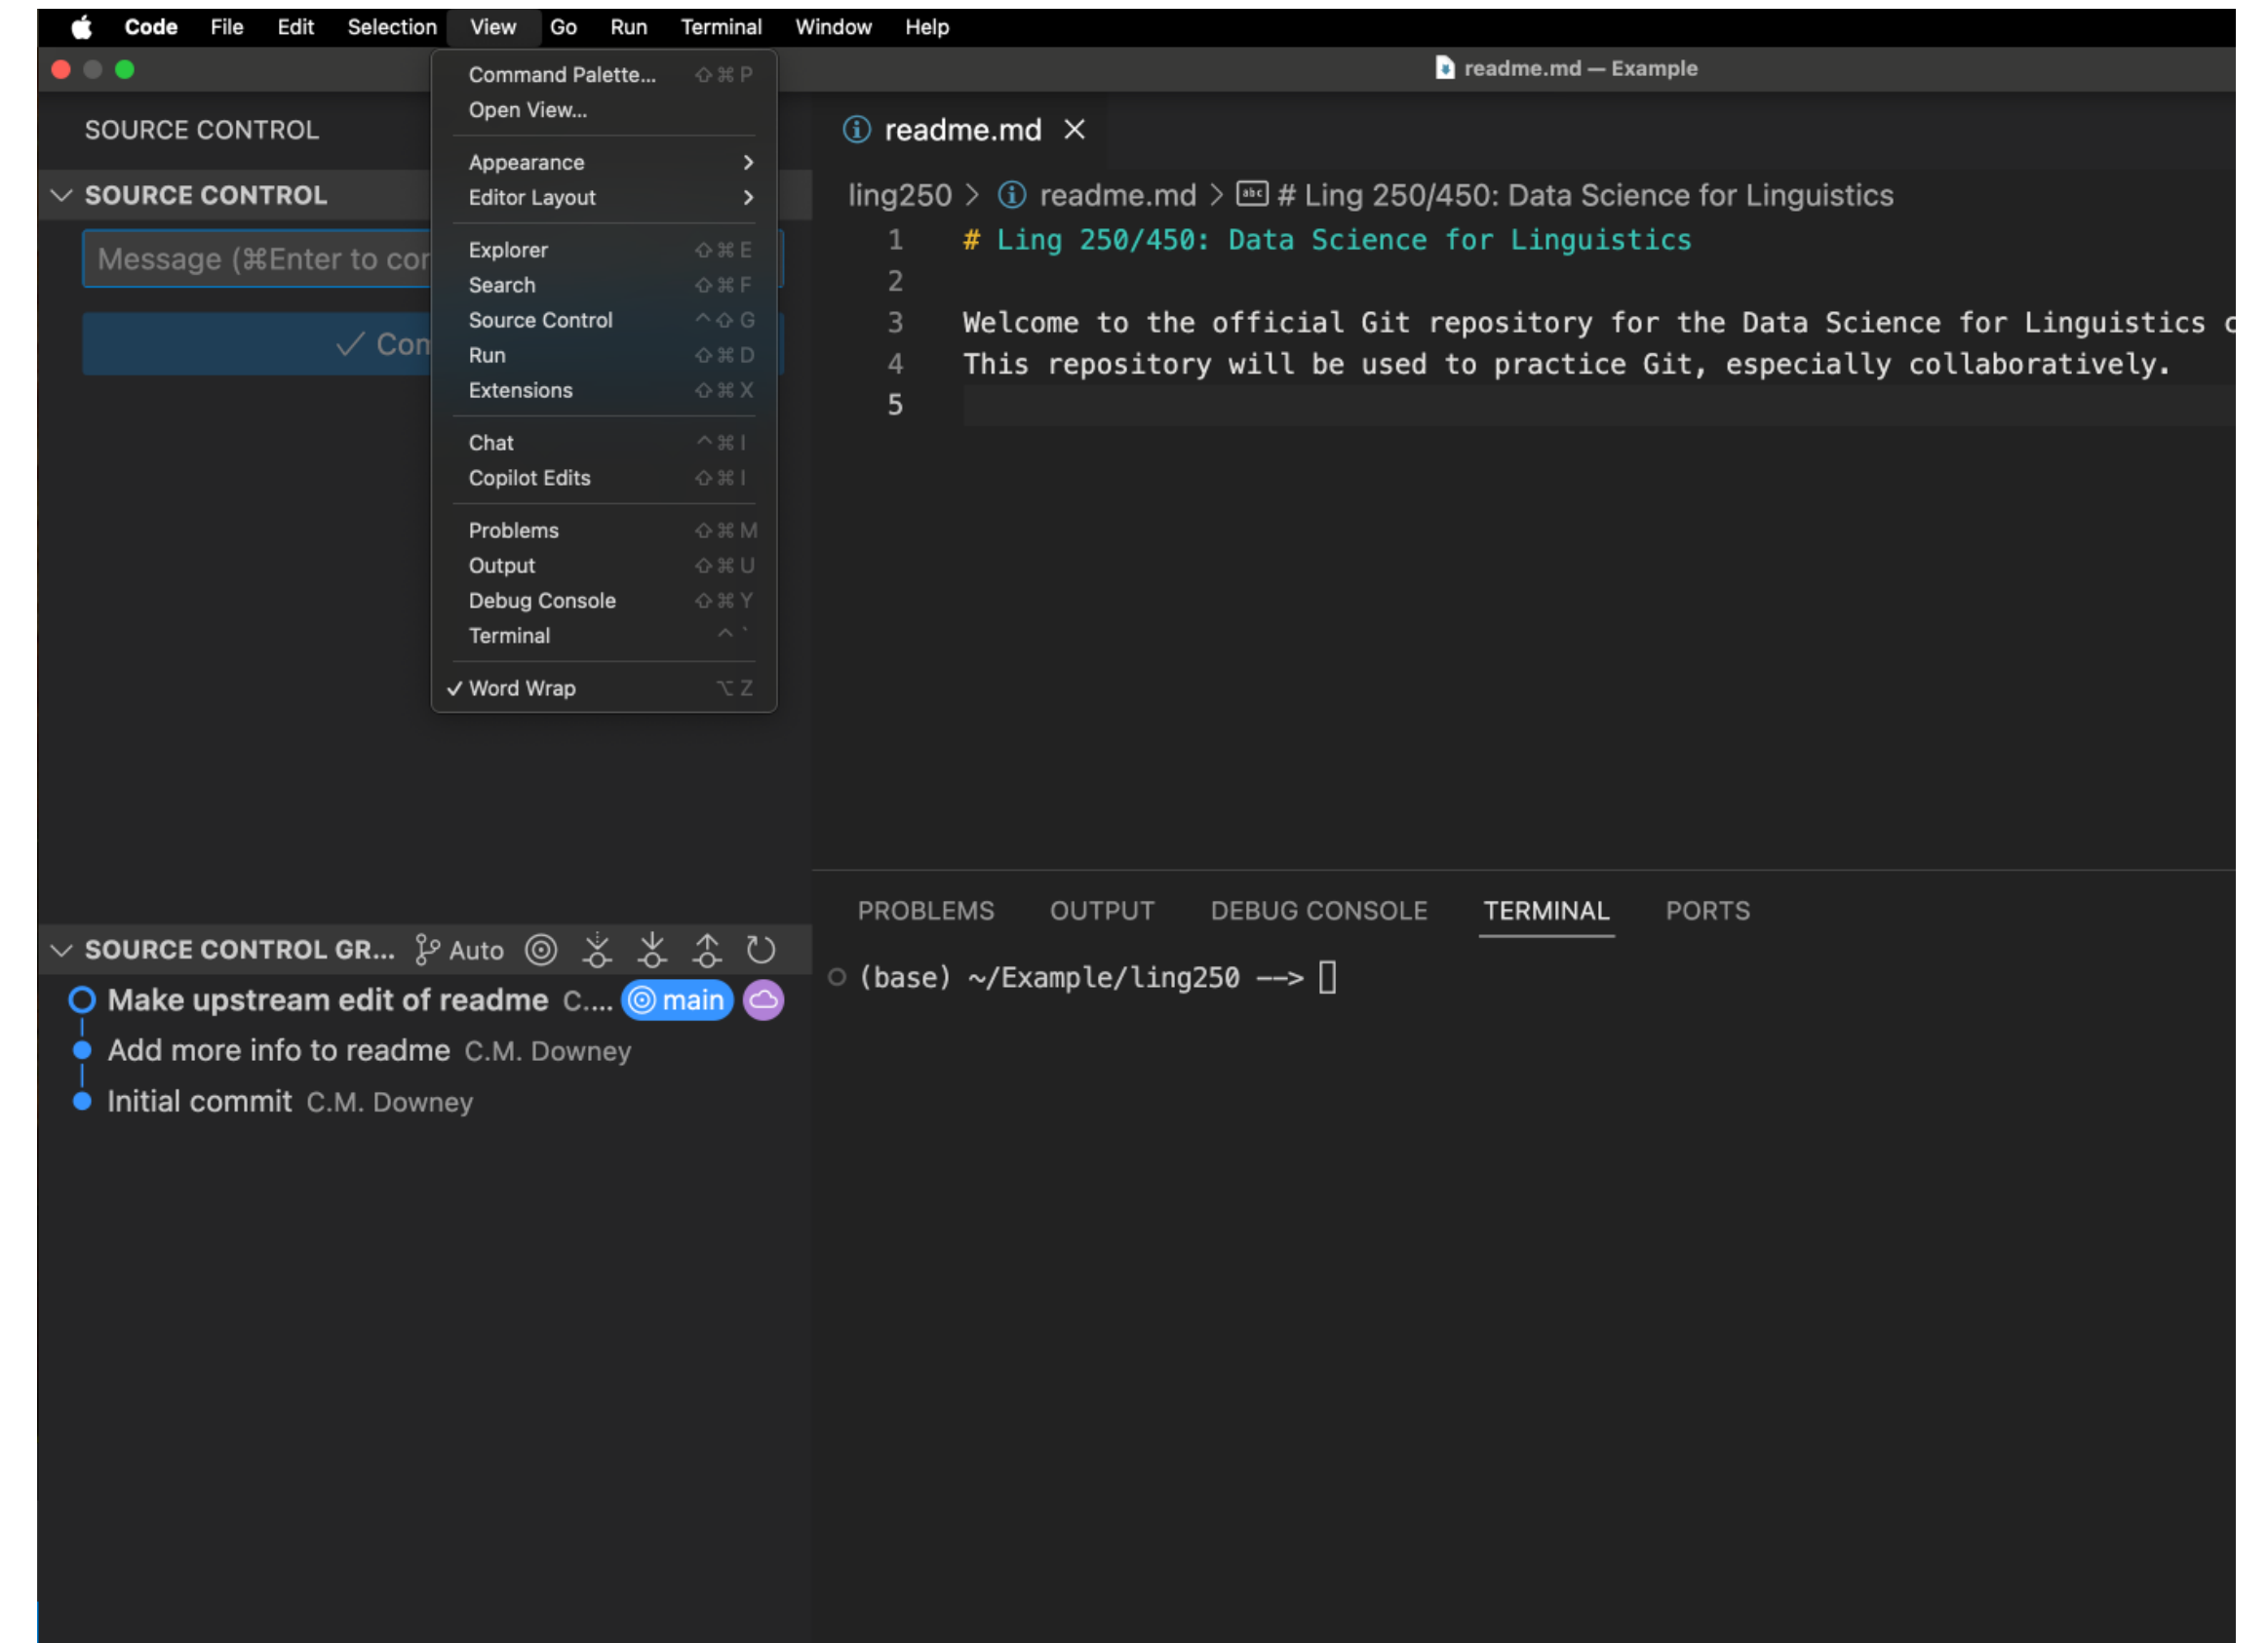 Code File Edit Selection View Go Run Terminal Window Help
readme.md — Example
Command Palette... ⇧⌘P
Open View...
Appearance
Editor Layout
Explorer ⇧⌘E
Search ⇧⌘F
Source Control ^⇧G
Run ⇧⌘D
Extensions ⇧⌘X
Chat ^⌘I
Copilot Edits ⇧⌘I
Problems ⇧⌘M
Output ⇧⌘U
Debug Console ⇧⌘Y
Terminal ^`
✓ Word Wrap ⌥Z
SOURCE CONTROL
SOURCE CONTROL
Message (⌘Enter to
✓
SOURCE CONTROL GR... Auto
Make upstream edit of readme C.... main
Add more info to readme C.M. Downey
Initial commit C.M. Downey
readme.md
ling250 > readme.md > abc # Ling 250/450: Data Science for Linguistics
1 # Ling 250/450: Data Science for Linguistics
2
3 Welcome to the official Git repository for the Data Science for Linguistics
4 This repository will be used to practice Git, especially collaboratively.
5
PROBLEMS OUTPUT DEBUG CONSOLE TERMINAL PORTS
(base) ~/Example/ling250 -->